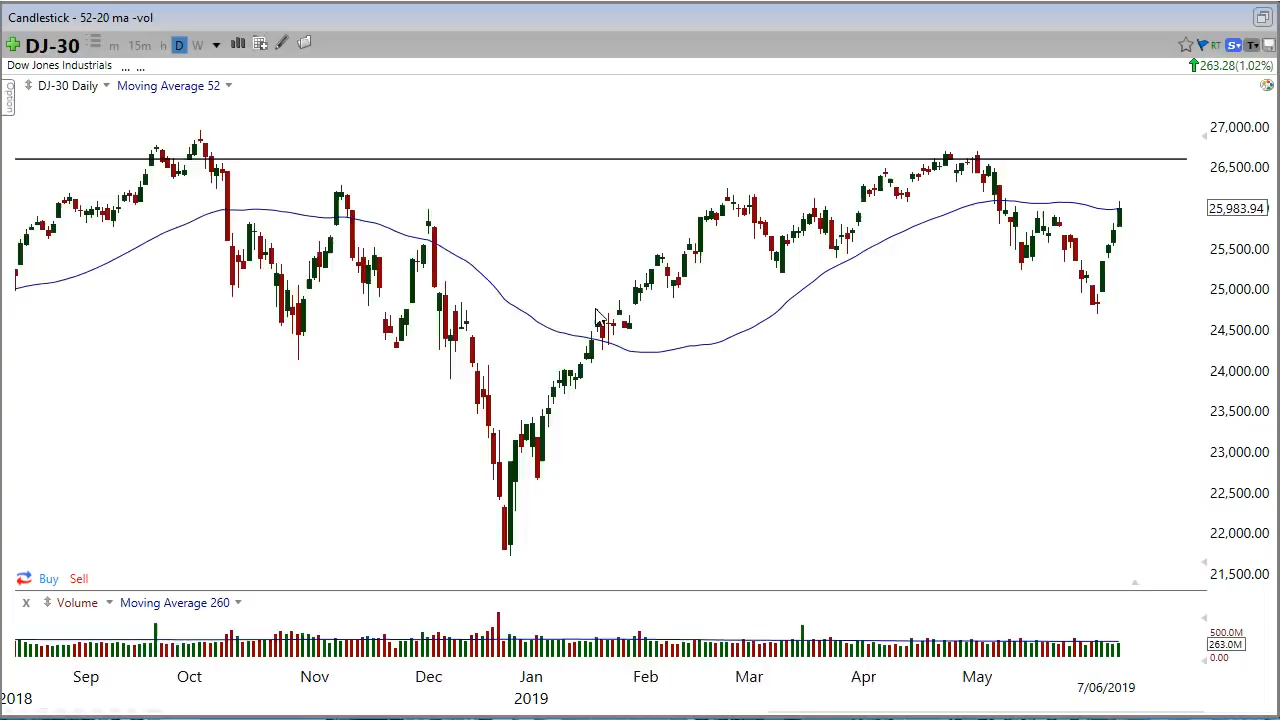 Candlestick - 52-20 ma -vol
DJ-30 m 15m h D W RT S T
Dow Jones Industrials ... ... 263.28(1.02%)
Option
DJ-30 Daily Moving Average 52
27,000.00
26,500.00
25,983.94
25,500.00
25,000.00
24,500.00
24,000.00
23,500.00
23,000.00
22,500.00
22,000.00
21,500.00
Buy Sell
x Volume Moving Average 260
500.0M
263.0M
0.00
Sep Oct Nov Dec Jan Feb Mar Apr May 7/06/2019
2018 2019